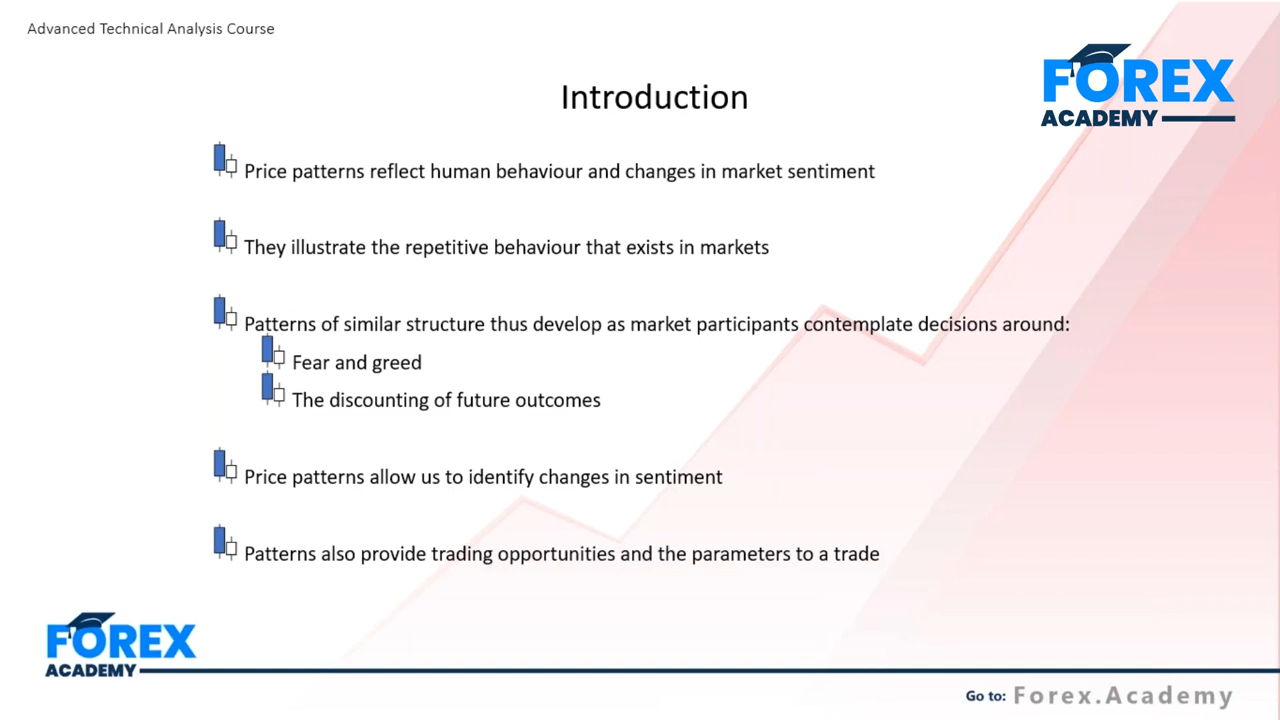 Advanced Technical Analysis Course
FOREX
ACADEMY
Introduction
Price patterns reflect human behaviour and changes in market sentiment
They illustrate the repetitive behaviour that exists in markets
Patterns of similar structure thus develop as market participants contemplate decisions around:
Fear and greed
The discounting of future outcomes
Price patterns allow us to identify changes in sentiment
Patterns also provide trading opportunities and the parameters to a trade
FOREX
ACADEMY
Go to: Forex.Academy